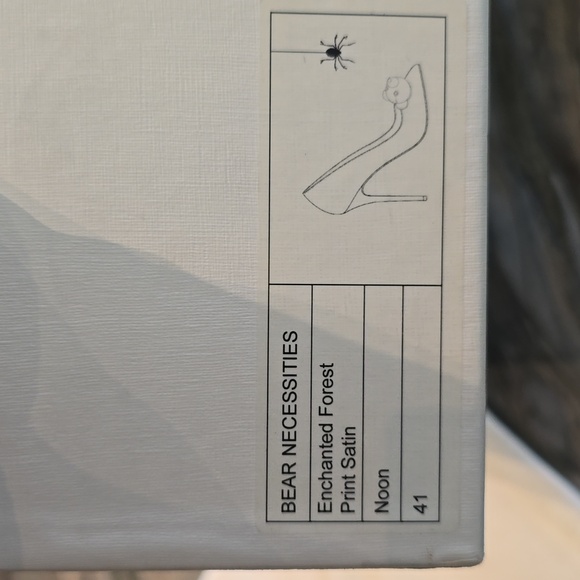 BEAR NECESSITIES
Enchanted Forest
Print Satin
Noon
41